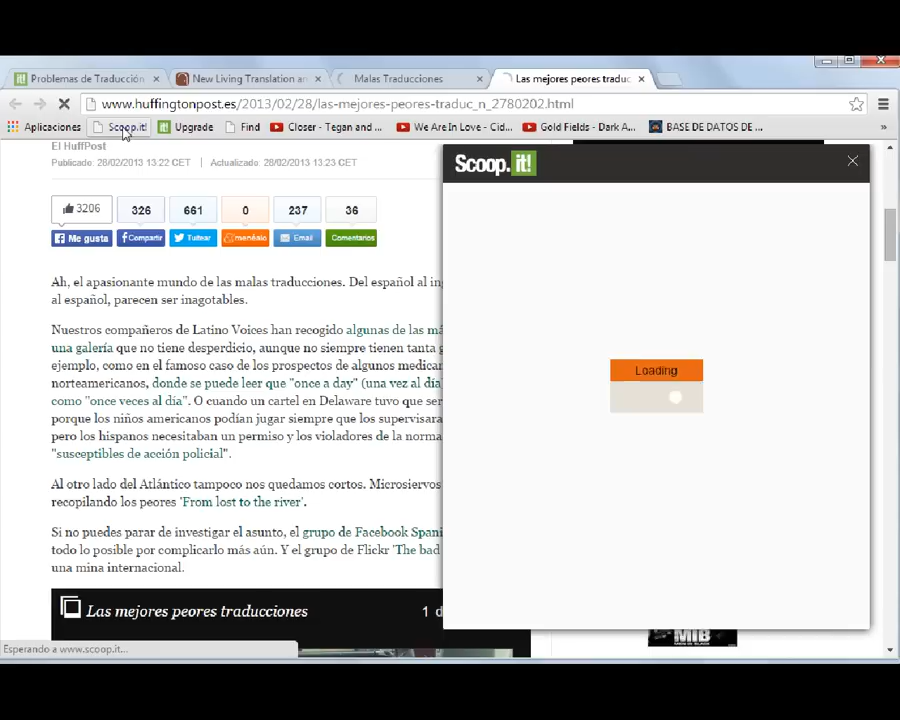 Problemas de Traducción
New Living Translation an
Malas Traducciones
Las mejores peores traduc
www.huffingtonpost.es/2013/02/28/las-mejores-peores-traduc_n_2780202.html
Aplicaciones
Scoop.it!
Upgrade
Find
Closer - Tegan and ...
We Are In Love - Cid...
Gold Fields - Dark A...
BASE DE DATOS DE ...
»
El HuffPost
Publicado: 28/02/2013 13:22 CET | Actualizado: 28/02/2013 13:23 CET
3206
326
661
0
237
36
Me gusta
Compartir
Tuitear
menéalo
Email
Comentarios
Ah, el apasionante mundo de las malas traducciones. Del español al in
al español, parecen ser inagotables.
Nuestros compañeros de Latino Voices han recogido algunas de las má
una galería que no tiene desperdicio, aunque no siempre tienen tanta g
ejemplo, como en el famoso caso de los prospectos de algunos medicar
norteamericanos, donde se puede leer que "once a day" (una vez al día
como "once veces al día". O cuando un cartel en Delaware tuvo que ser
porque los niños americanos podían jugar siempre que los supervisara
pero los hispanos necesitaban un permiso y los violadores de la norma
"susceptibles de acción policial".
Al otro lado del Atlántico tampoco nos quedamos cortos. Microsiervos
recopilando los peores 'From lost to the river'.
Si no puedes parar de investigar el asunto, el grupo de Facebook Spani
todo lo posible por complicarlo más aún. Y el grupo de Flickr 'The bad
una mina internacional.
Las mejores peores traducciones
1 d
Scoop.it!
Loading
MIB
Esperando a www.scoop.it...